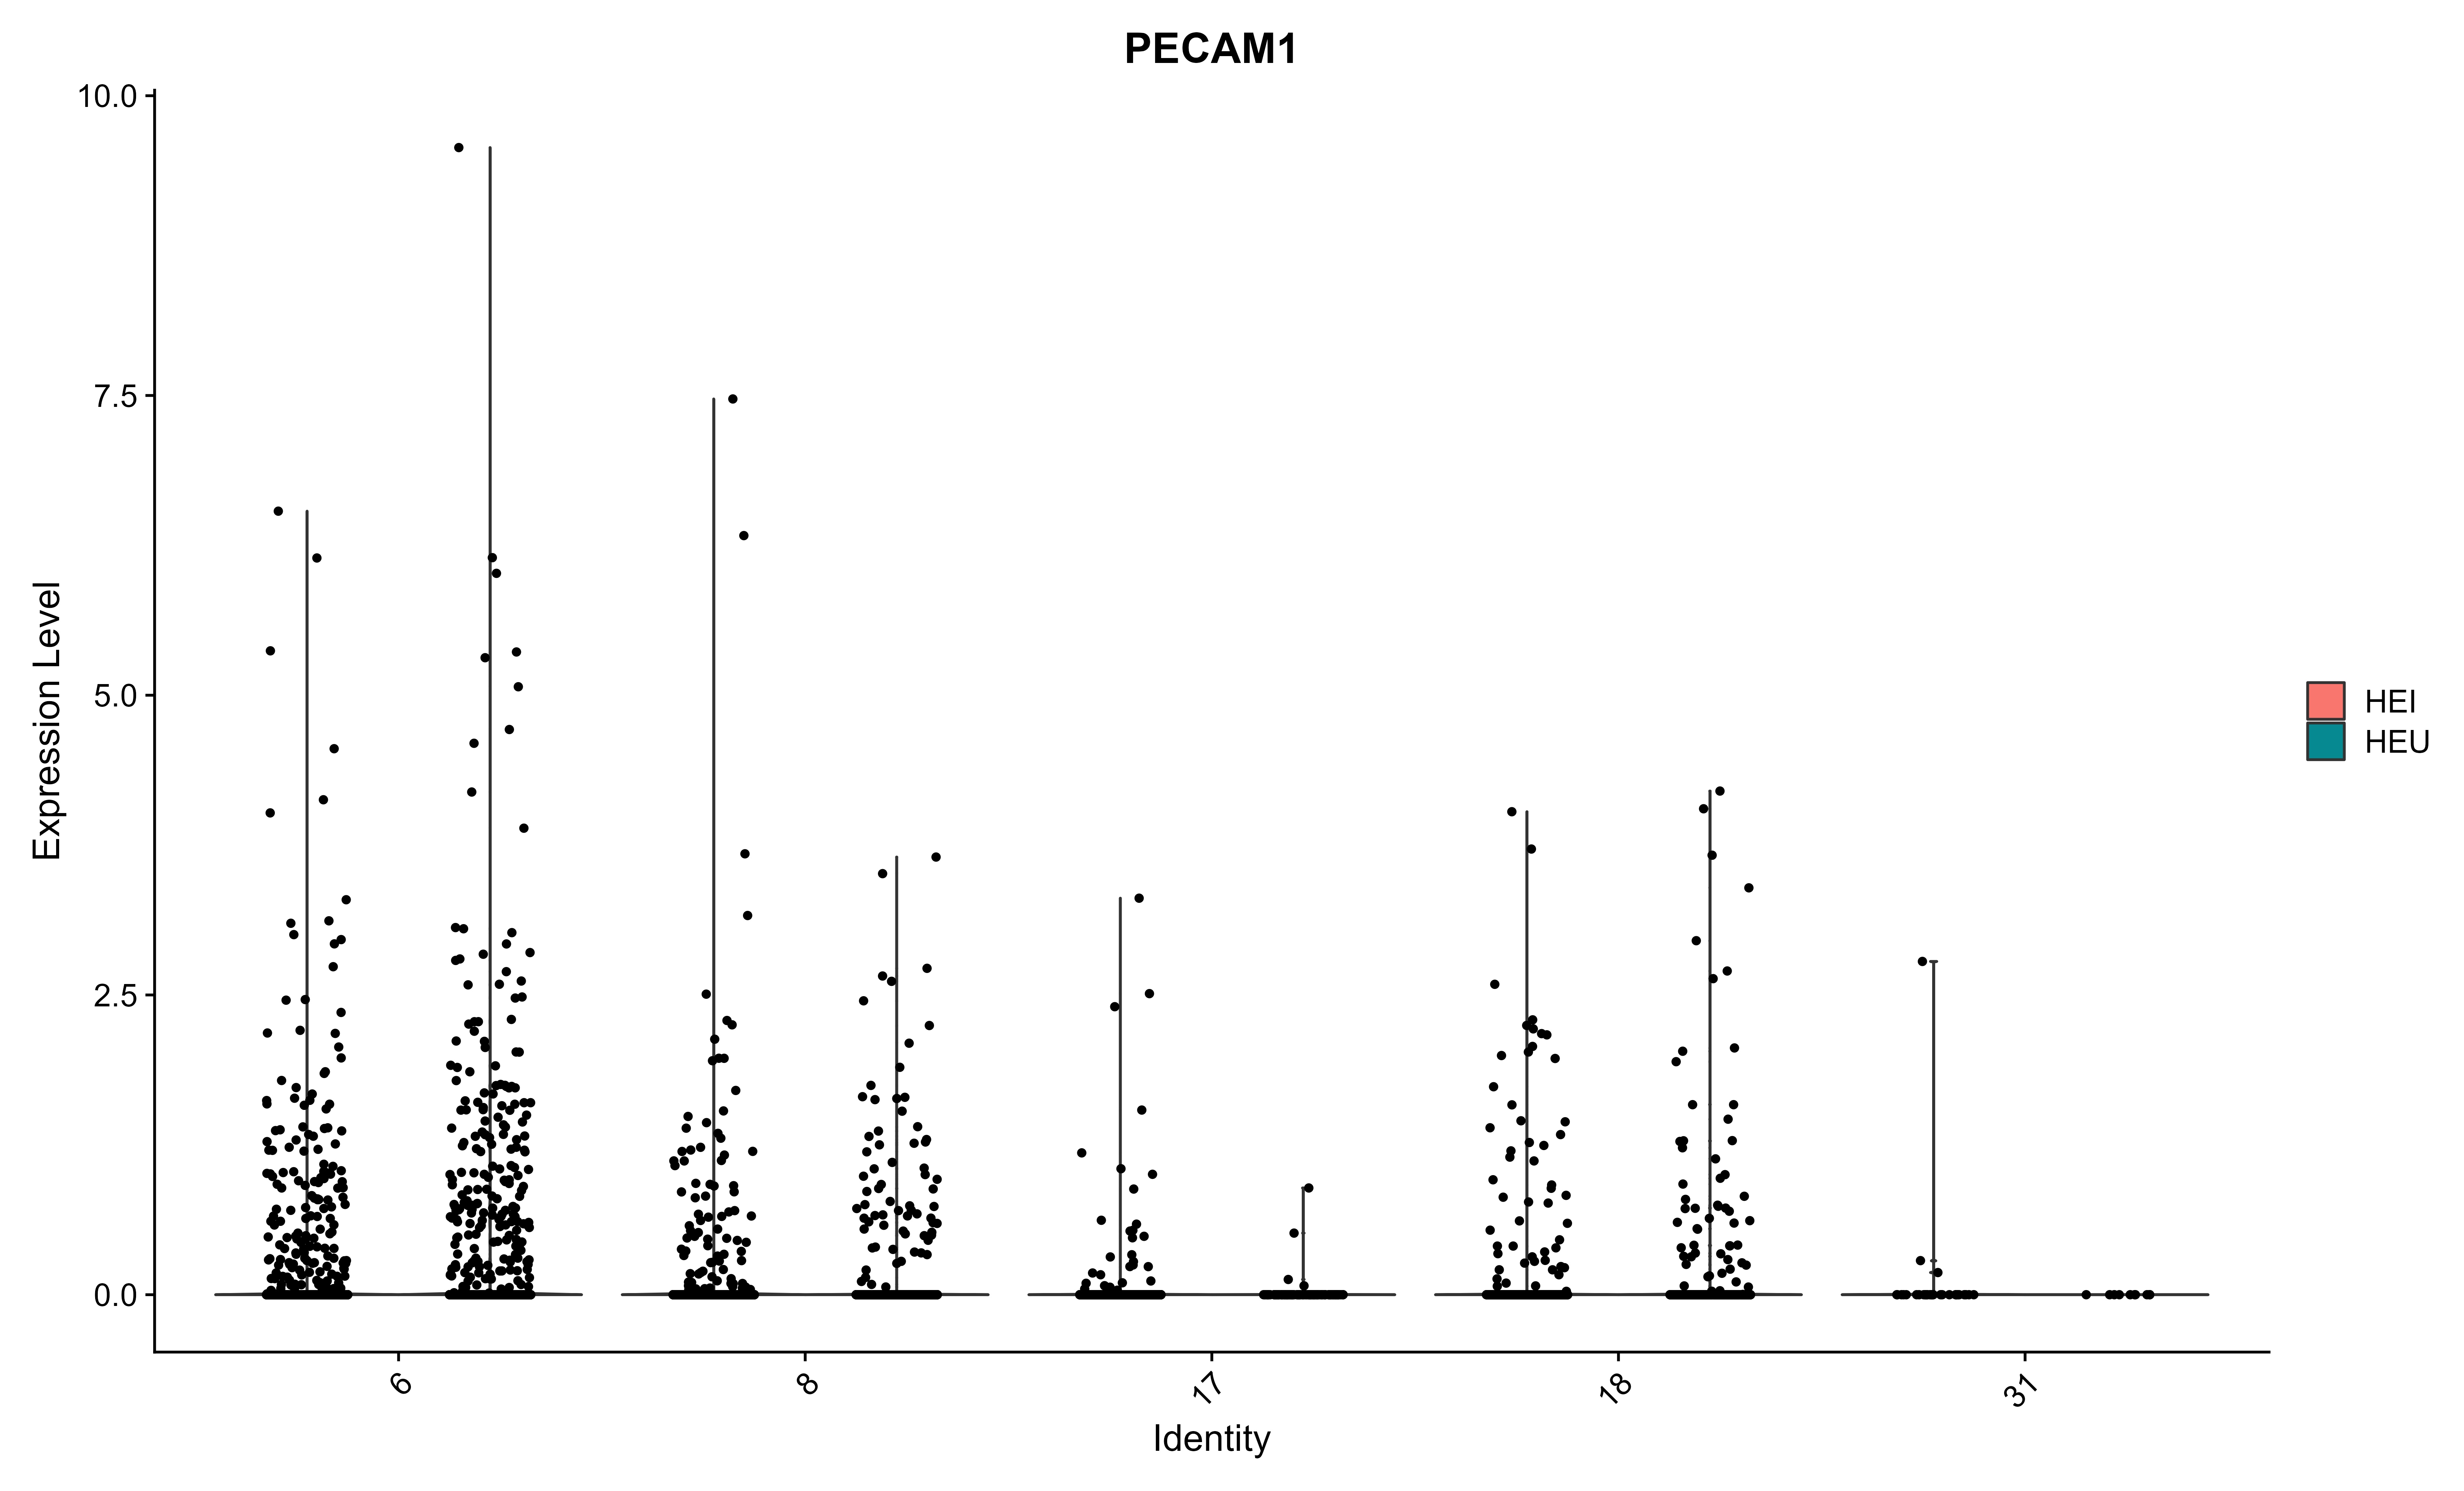 PECAM1
10.0
7.5
5.0
2.5
0.0
Expression Level
6
8
17
18
31
Identity
HEI
HEU